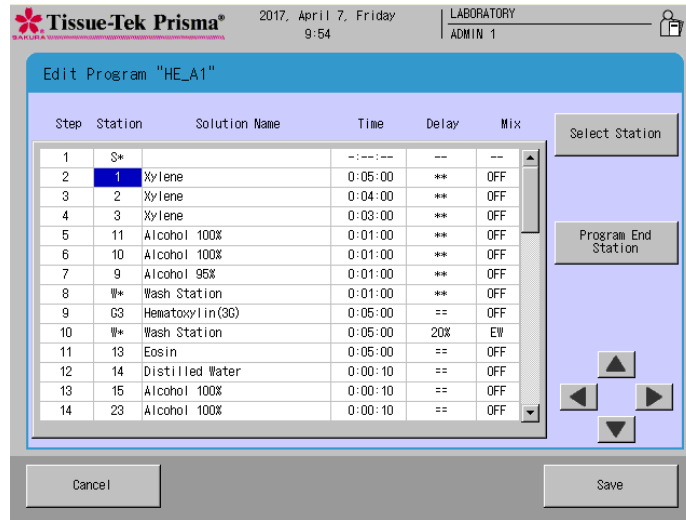 Tissue-Tek Prisma®
SAKURA
2017, April 7, Friday
9:54
LABORATORY
ADMIN 1
Edit Program "HE_A1"
Step Station Solution Name Time Delay Mix
1 S* -:--:-- -- --
2 1 Xylene 0:05:00 ** OFF
3 2 Xylene 0:04:00 ** OFF
4 3 Xylene 0:03:00 ** OFF
5 11 Alcohol 100% 0:01:00 ** OFF
6 10 Alcohol 100% 0:01:00 ** OFF
7 9 Alcohol 95% 0:01:00 ** OFF
8 W* Wash Station 0:01:00 ** OFF
9 G3 Hematoxylin(3G) 0:05:00 == OFF
10 W* Wash Station 0:05:00 20% EW
11 13 Eosin 0:05:00 == OFF
12 14 Distilled Water 0:00:10 == OFF
13 15 Alcohol 100% 0:00:10 == OFF
14 23 Alcohol 100% 0:00:10 == OFF
Select Station
Program End
Station
Cancel
Save